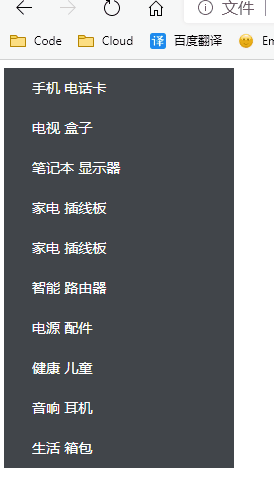 文件
Code Cloud 译 百度翻译 Em
手机 电话卡
电视 盒子
笔记本 显示器
家电 插线板
家电 插线板
智能 路由器
电源 配件
健康 儿童
音响 耳机
生活 箱包